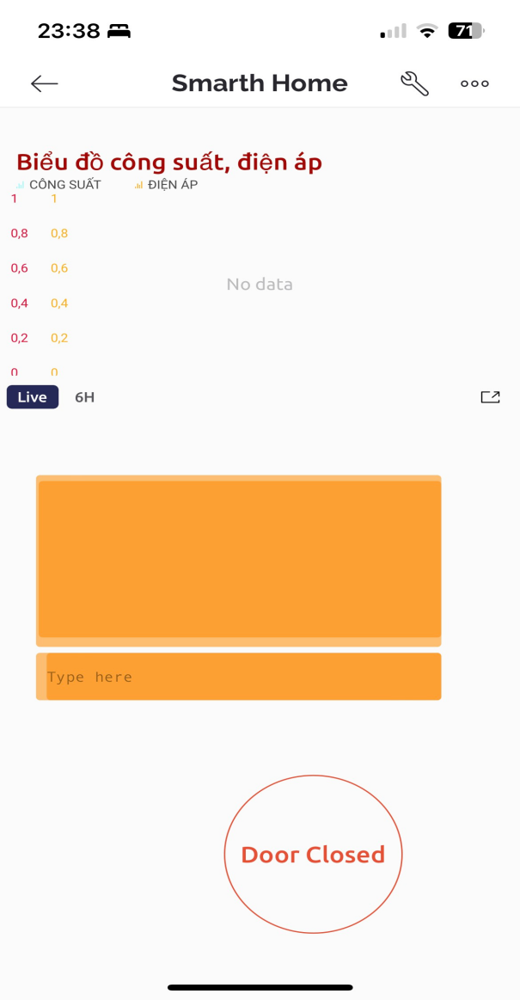 23:38
71
Smarth Home
Biểu đồ công suất, điện áp
CÔNG SUẤT ĐIỆN ÁP
1 1
0,8 0,8
0,6 0,6
No data
0,4 0,4
0,2 0,2
0 0
Live 6H
Type here
Door Closed